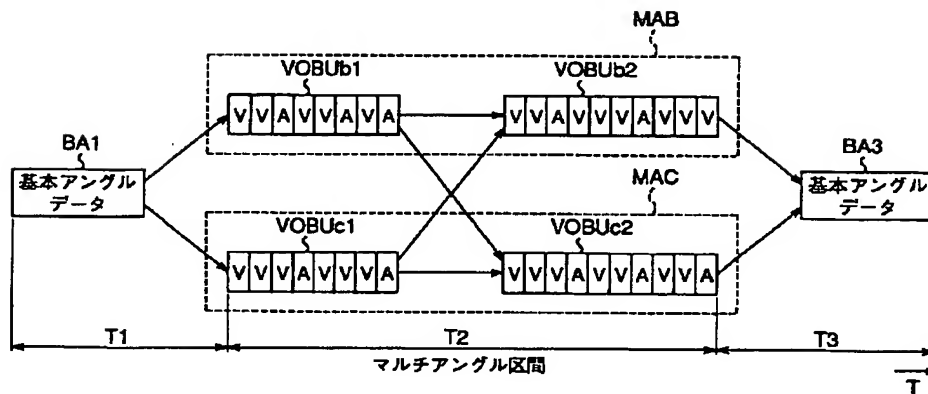 MAB
VOBUb1
VOBUb2
V V A V V A V A
V V A V V V A V V V
BA1
基本アングル
データ
BA3
基本アングル
データ
MAC
VOBUc1
VOBUc2
V V V A V V V A
V V V A V V A V V A
T1
T2
T3
マルチアングル区間
T